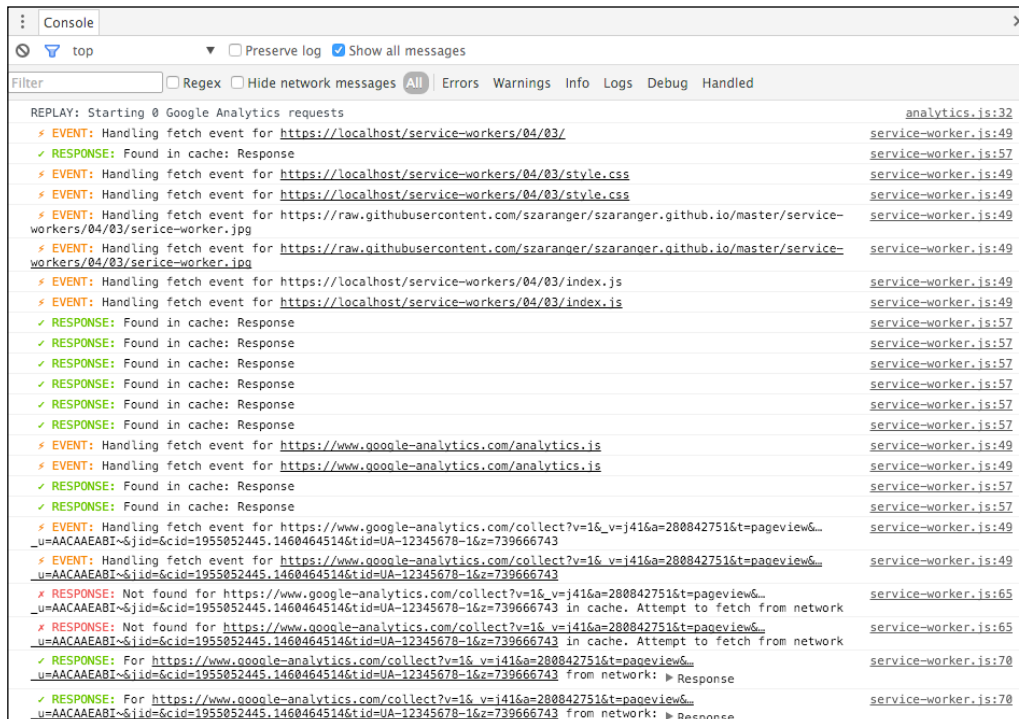 Console
top ▼ Preserve log Show all messages
Filter Regex Hide network messages All Errors Warnings Info Logs Debug Handled
REPLAY: Starting 0 Google Analytics requests analytics.js:32
⚡ EVENT: Handling fetch event for https://localhost/service-workers/04/03/ service-worker.js:49
✓ RESPONSE: Found in cache: Response service-worker.js:57
⚡ EVENT: Handling fetch event for https://localhost/service-workers/04/03/style.css service-worker.js:49
⚡ EVENT: Handling fetch event for https://localhost/service-workers/04/03/style.css service-worker.js:49
⚡ EVENT: Handling fetch event for https://raw.githubusercontent.com/szaranger/szaranger.github.io/master/service- service-worker.js:49
workers/04/03/serice-worker.jpg
⚡ EVENT: Handling fetch event for https://raw.githubusercontent.com/szaranger/szaranger.github.io/master/service- service-worker.js:49
workers/04/03/serice-worker.jpg
⚡ EVENT: Handling fetch event for https://localhost/service-workers/04/03/index.js service-worker.js:49
⚡ EVENT: Handling fetch event for https://localhost/service-workers/04/03/index.js service-worker.js:49
✓ RESPONSE: Found in cache: Response service-worker.js:57
✓ RESPONSE: Found in cache: Response service-worker.js:57
✓ RESPONSE: Found in cache: Response service-worker.js:57
✓ RESPONSE: Found in cache: Response service-worker.js:57
✓ RESPONSE: Found in cache: Response service-worker.js:57
✓ RESPONSE: Found in cache: Response service-worker.js:57
⚡ EVENT: Handling fetch event for https://www.google-analytics.com/analytics.js service-worker.js:49
⚡ EVENT: Handling fetch event for https://www.google-analytics.com/analytics.js service-worker.js:49
✓ RESPONSE: Found in cache: Response service-worker.js:57
✓ RESPONSE: Found in cache: Response service-worker.js:57
⚡ EVENT: Handling fetch event for https://www.google-analytics.com/collect?v=1&_v=j41&a=280842751&t=pageview&… service-worker.js:49
_u=AACAAEABI~&jid=&cid=1955052445.1460464514&tid=UA-12345678-1&z=739666743
⚡ EVENT: Handling fetch event for https://www.google-analytics.com/collect?v=1&_v=j41&a=280842751&t=pageview&… service-worker.js:49
_u=AACAAEABI~&jid=&cid=1955052445.1460464514&tid=UA-12345678-1&z=739666743
✗ RESPONSE: Not found for https://www.google-analytics.com/collect?v=1&_v=j41&a=280842751&t=pageview&… service-worker.js:65
_u=AACAAEABI~&jid=&cid=1955052445.1460464514&tid=UA-12345678-1&z=739666743 in cache. Attempt to fetch from network
✗ RESPONSE: Not found for https://www.google-analytics.com/collect?v=1&_v=j41&a=280842751&t=pageview&… service-worker.js:65
_u=AACAAEABI~&jid=&cid=1955052445.1460464514&tid=UA-12345678-1&z=739666743 in cache. Attempt to fetch from network
✓ RESPONSE: For https://www.google-analytics.com/collect?v=1&_v=j41&a=280842751&t=pageview&… service-worker.js:70
_u=AACAAEABI~&jid=&cid=1955052445.1460464514&tid=UA-12345678-1&z=739666743 from network: ▶ Response
✓ RESPONSE: For https://www.google-analytics.com/collect?v=1&_v=j41&a=280842751&t=pageview&… service-worker.js:70
_u=AACAAEABI~&jid=&cid=1955052445.1460464514&tid=UA-12345678-1&z=739666743 from network: ▶ Response